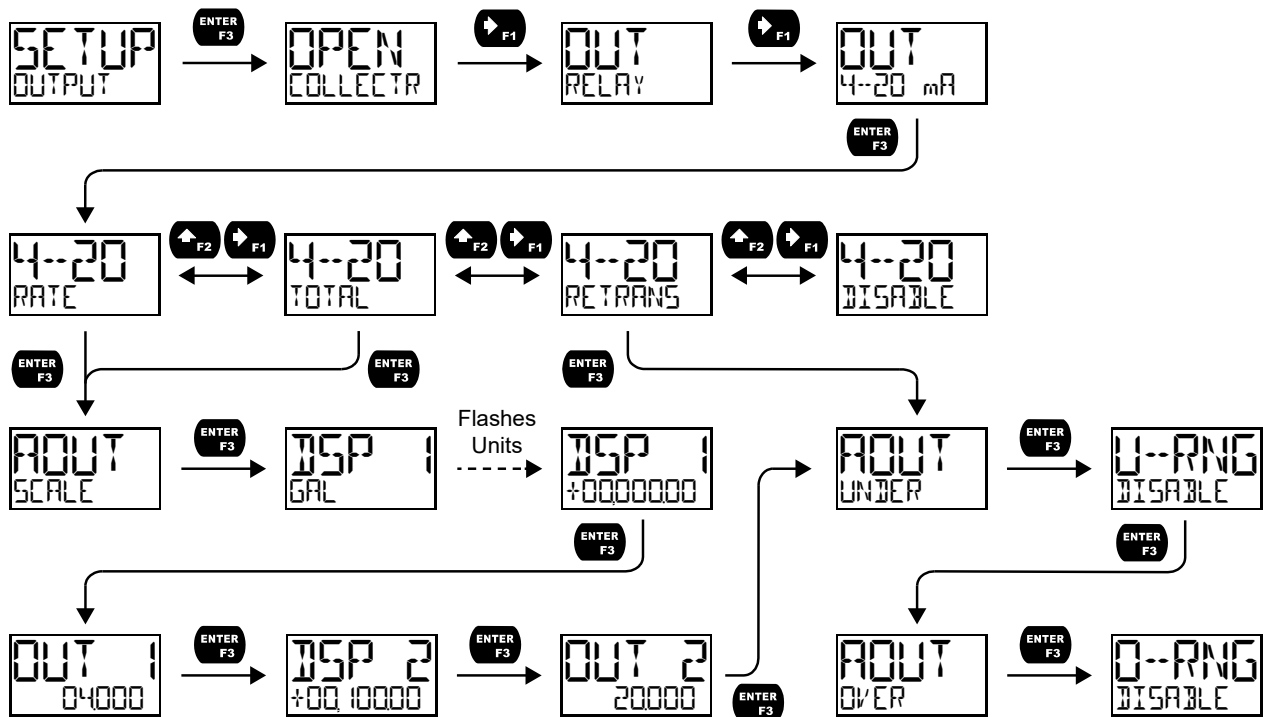 SETUP
OUTPUT
ENTER
F3
OPEN
COLLECTR
F1
OUT
RELAY
F1
OUT
4--20 mA
ENTER
F3
4--20
RATE
F2
F1
4--20
TOTAL
F2
F1
4--20
RETRANS
F2
F1
4--20
DISABLE
ENTER
F3
ENTER
F3
ENTER
F3
AOUT
SCALE
ENTER
F3
DSP 1
GAL
Flashes
Units
DSP 1
+00,000.00
AOUT
UNDER
ENTER
F3
U--RNG
DISABLE
ENTER
F3
ENTER
F3
OUT 1
04.000
ENTER
F3
DSP 2
+00,100.00
ENTER
F3
OUT 2
20.000
ENTER
F3
AOUT
OVER
ENTER
F3
O--RNG
DISABLE